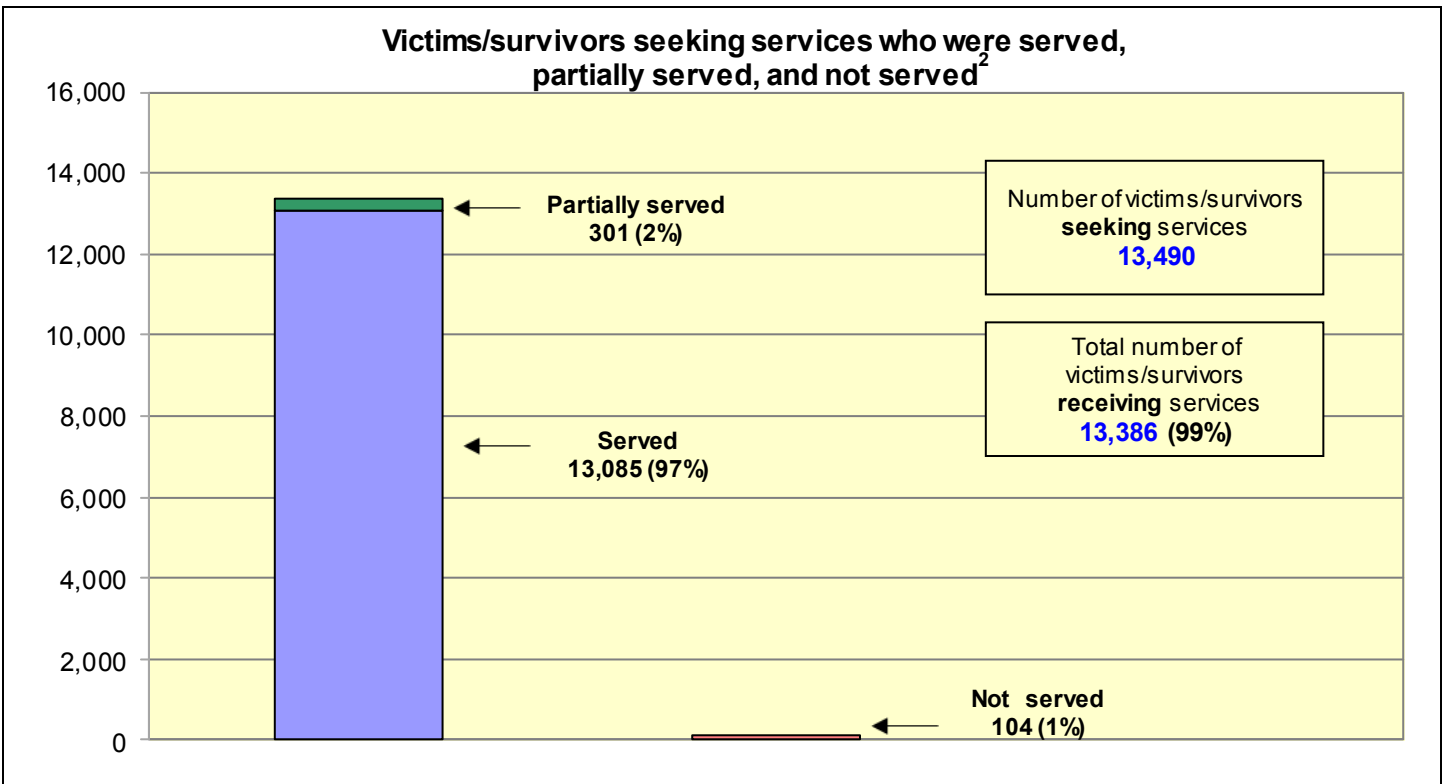 Victims/survivors seeking services who were served,
partially served, and not served2
16,000
14,000
12,000
10,000
8,000
6,000
4,000
2,000
0
Partially served
301 (2%)
Served
13,085 (97%)
Number of victims/survivors
seeking services
13,490
Total number of
victims/survivors
receiving services
13,386 (99%)
Not served
104 (1%)